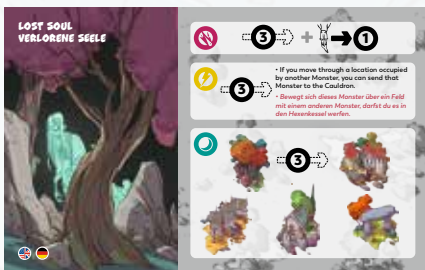 LOST SOUL
VERLORENE SEELE
3 + 1
3
• If you move through a location occupied
by another Monster, you can send that
Monster to the Cauldron.
• Bewegt sich dieses Monster über ein Feld
mit einem anderen Monster, darfst du es in
den Hexenkessel werfen.
3